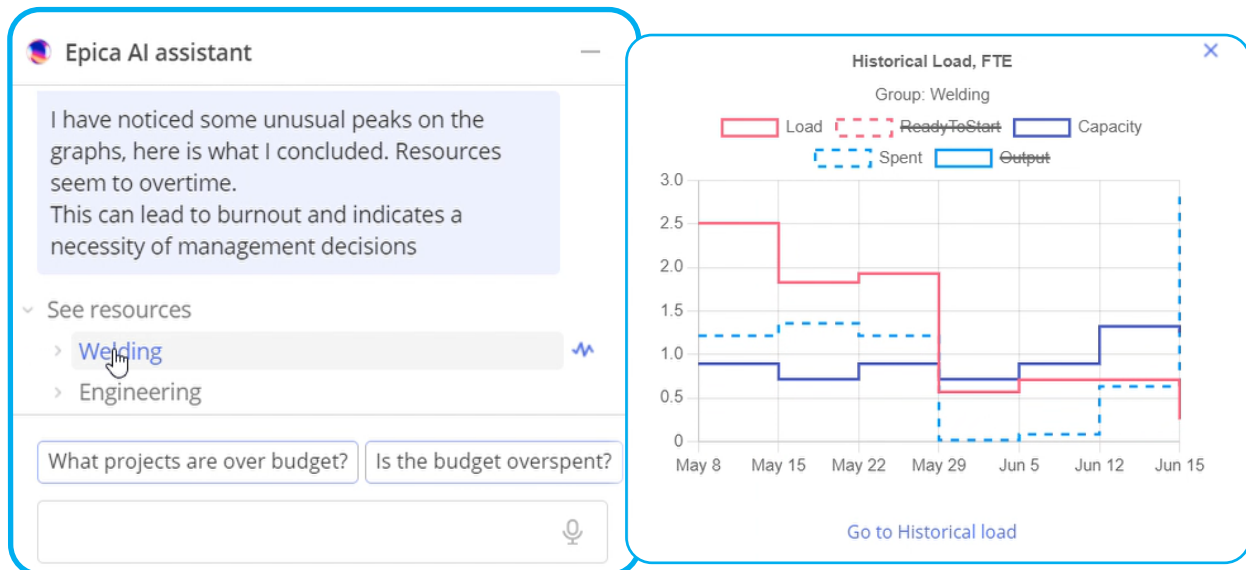 Epica AI assistant
I have noticed some unusual peaks on the
graphs, here is what I concluded. Resources
seem to overtime.
This can lead to burnout and indicates a
necessity of management decisions
See resources
Welding
Engineering
What projects are over budget?
Is the budget overspent?
Historical Load, FTE
Group: Welding
Load ReadyToStart Capacity
Spent Output
3.0
2.5
2.0
1.5
1.0
0.5
0
May 8 May 15 May 22 May 29 Jun 5 Jun 12 Jun 15
Go to Historical load